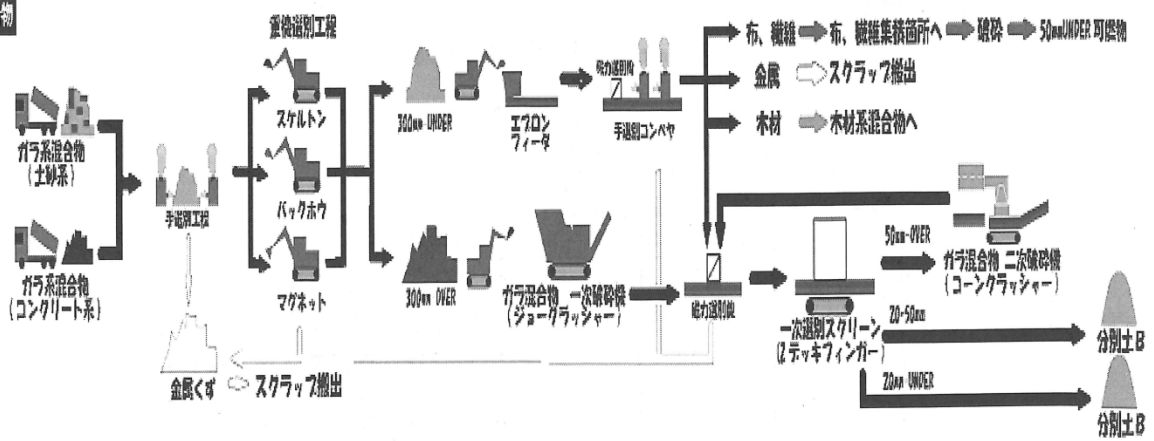 物
重機選別工程
スケルトン
バックホウ
マグネット
ガラ系混合物
(土砂系)
手選別工程
ガラ系混合物
(コンクリート系)
金属くず
スクラップ搬出
300mm UNDER
エプロン
フィーダ
磁力選別機
手選別コンベヤ
布、繊維
布、繊維集積箇所へ
破砕
50mmUNDER 可燃物
金属
スクラップ搬出
木材
木材系混合物へ
300mm OVER
ガラ混合物 一次破砕機
(ジョークラッシャー)
磁力選別機
一次選別スクリーン
(2デッキフィンガー)
50mm-OVER
ガラ混合物 二次破砕機
(コーンクラッシャー)
20-50mm
分別土B
20mm UNDER
分別土B